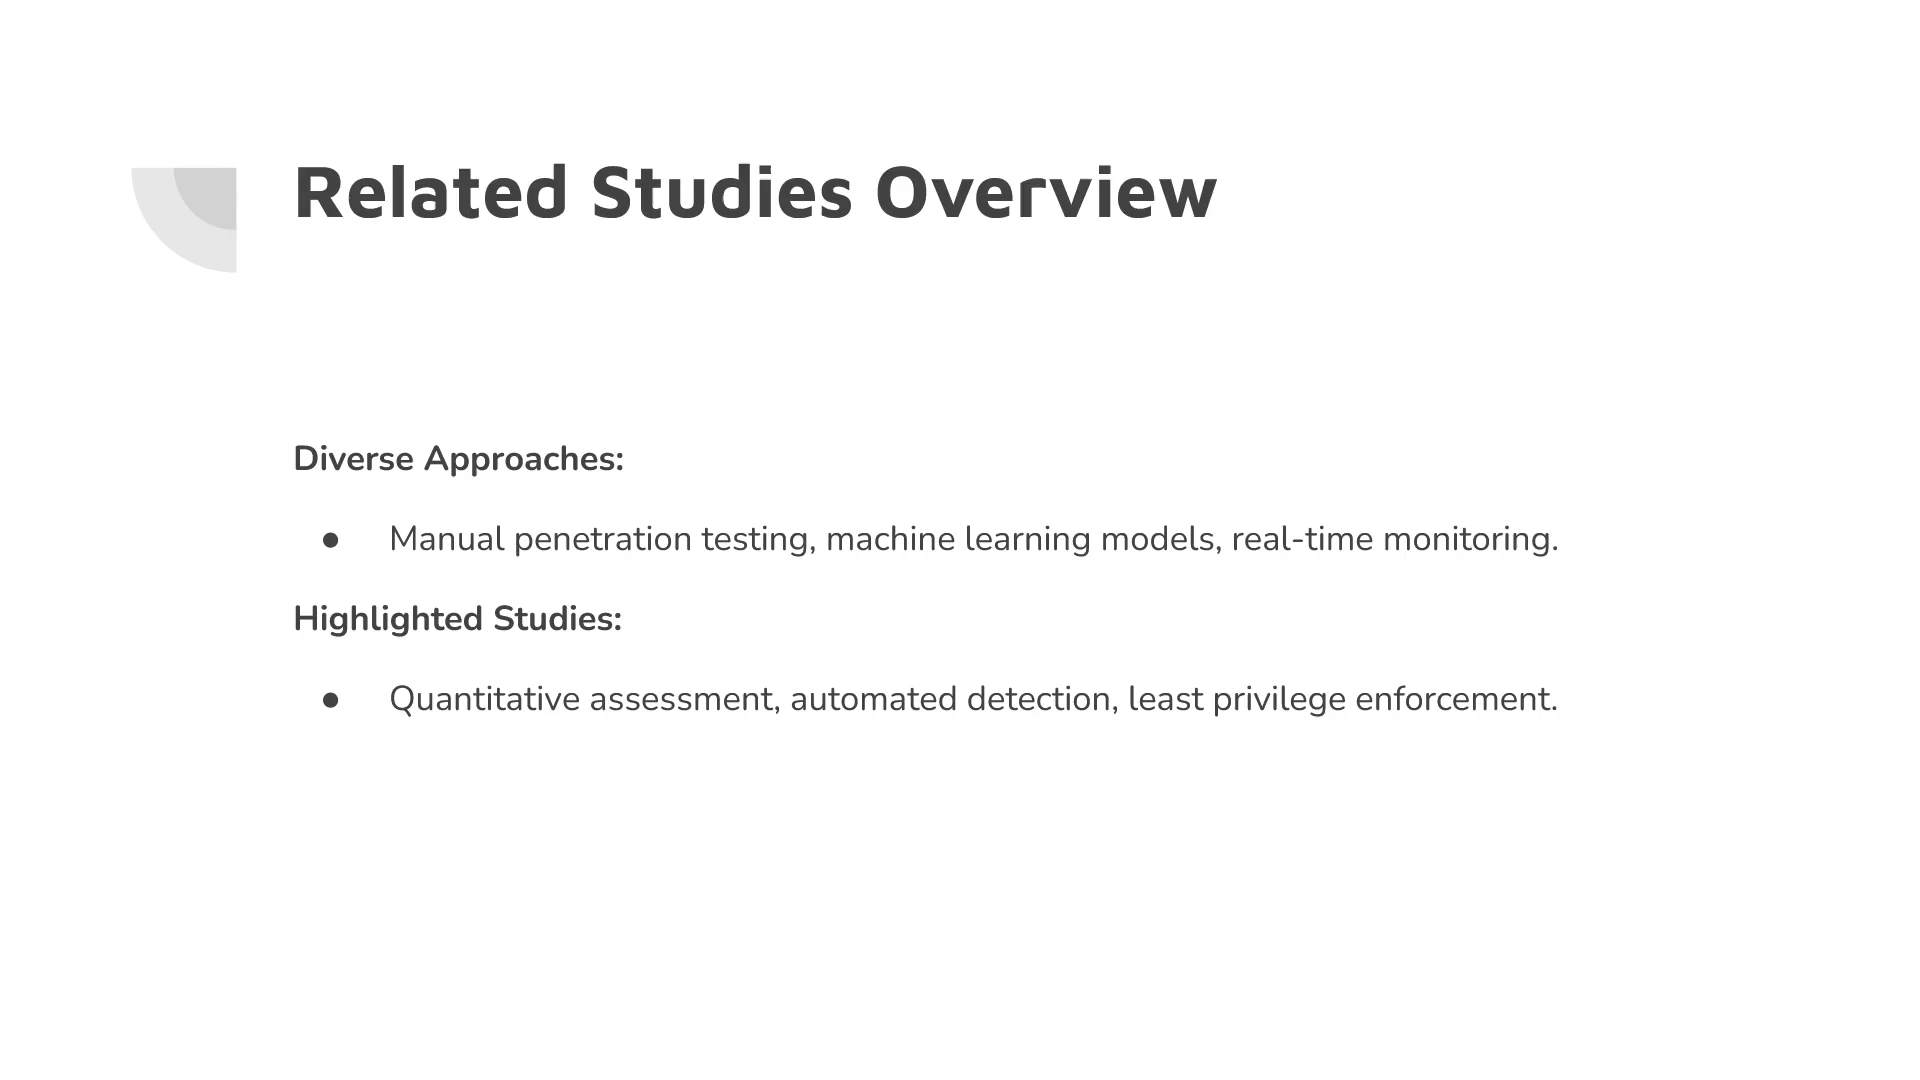 Related Studies Overview
Diverse Approaches:
● Manual penetration testing, machine learning models, real-time monitoring.
Highlighted Studies:
● Quantitative assessment, automated detection, least privilege enforcement.